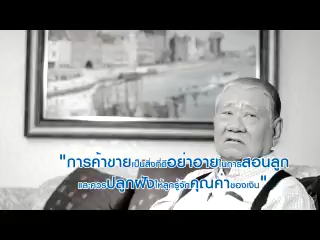 "การค้าขายเป็นสิ่งที่ดีอย่าอายในการสอนลูก
และควรปลูกฝังให้ลูกรู้จักคุณค่าของเงิน"